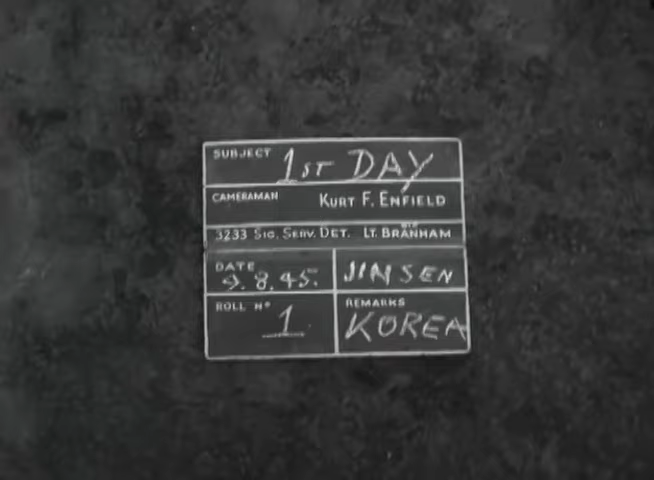 SUBJECT 1ST DAY
CAMERAMAN KURT F. ENFIELD
3233 SIG. SERV. DET. LT. BRANHAM
DATE 9.8.45. JINSEN
ROLL Nº 1 REMARKS KOREA